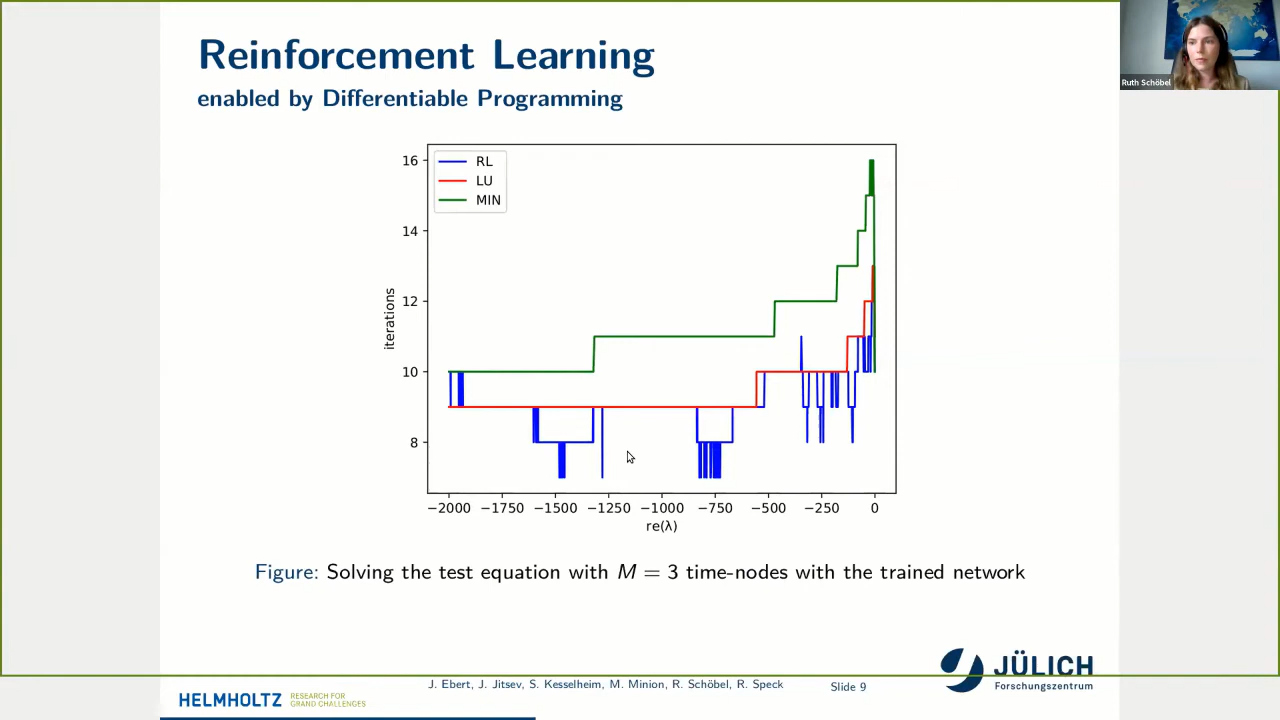 Reinforcement Learning
enabled by Differentiable Programming
Ruth Schöbel
RL
LU
MIN
16
14
12
10
8
iterations
−2000 −1750 −1500 −1250 −1000 −750 −500 −250 0
re(λ)
Figure: Solving the test equation with M = 3 time-nodes with the trained network
JÜLICH
Forschungszentrum
J. Ebert, J. Jitsev, S. Kesselheim, M. Minion, R. Schöbel, R. Speck
Slide 9
HELMHOLTZ
RESEARCH FOR
GRAND CHALLENGES